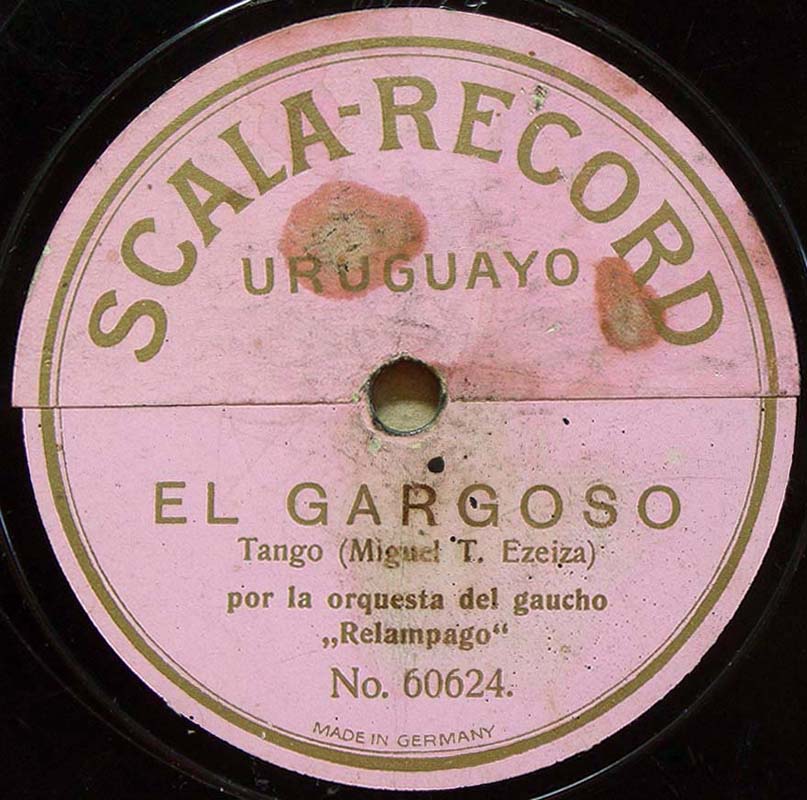 SCALA-RECORD
URUGUAYO
EL GARGOSO
Tango (Miguel T. Ezeiza)
por la orquesta del gaucho
„Relampago“
No. 60624.
MADE IN GERMANY